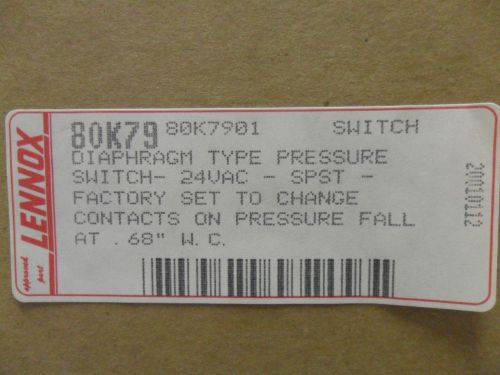 LENNOX
approved
part
80K79 80K7901 SWITCH
DIAPHRAGM TYPE PRESSURE
SWITCH- 24VAC - SPST -
FACTORY SET TO CHANGE
CONTACTS ON PRESSURE FALL
AT .68" W.C.
200101112